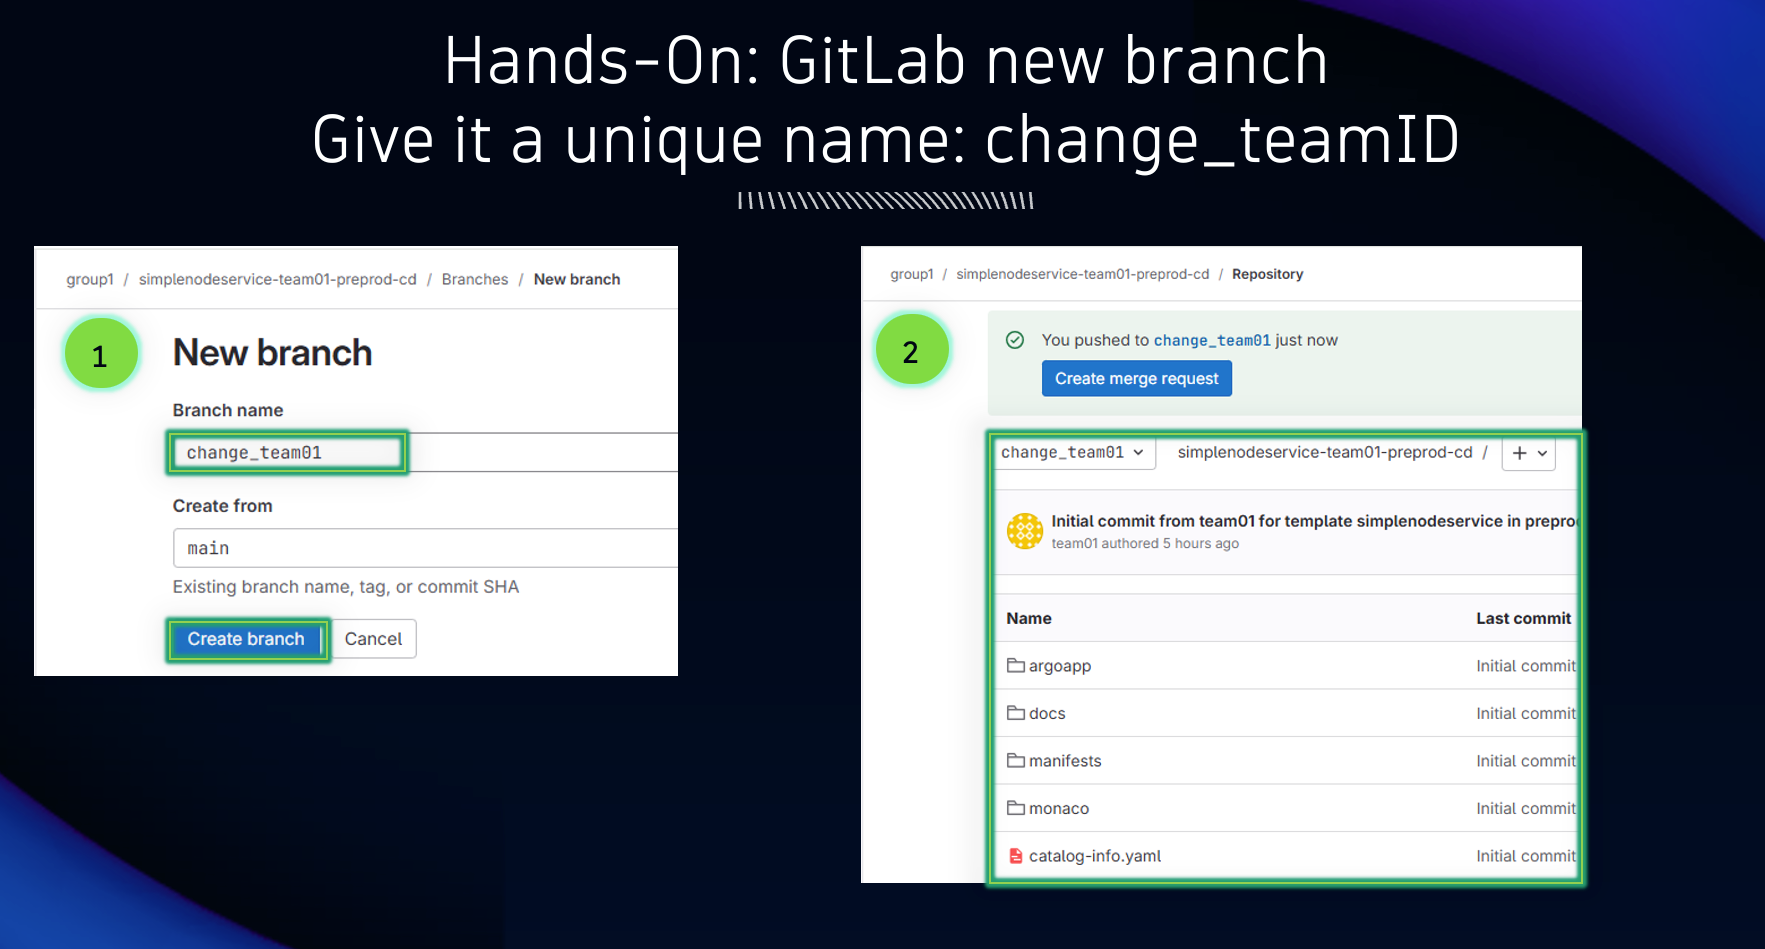 Hands-On: GitLab new branch
Give it a unique name: change_teamID
group1 / simplenodeservice-team01-preprod-cd / Branches / New branch
1
New branch
Branch name
change_team01
Create from
main
Existing branch name, tag, or commit SHA
Create branch
Cancel
group1 / simplenodeservice-team01-preprod-cd / Repository
2
You pushed to change_team01 just now
Create merge request
change_team01
simplenodeservice-team01-preprod-cd / +
Initial commit from team01 for template simplenodeservice in prepro
team01 authored 5 hours ago
Name Last commit
argoapp Initial commit
docs Initial commit
manifests Initial commit
monaco Initial commit
catalog-info.yaml Initial commit